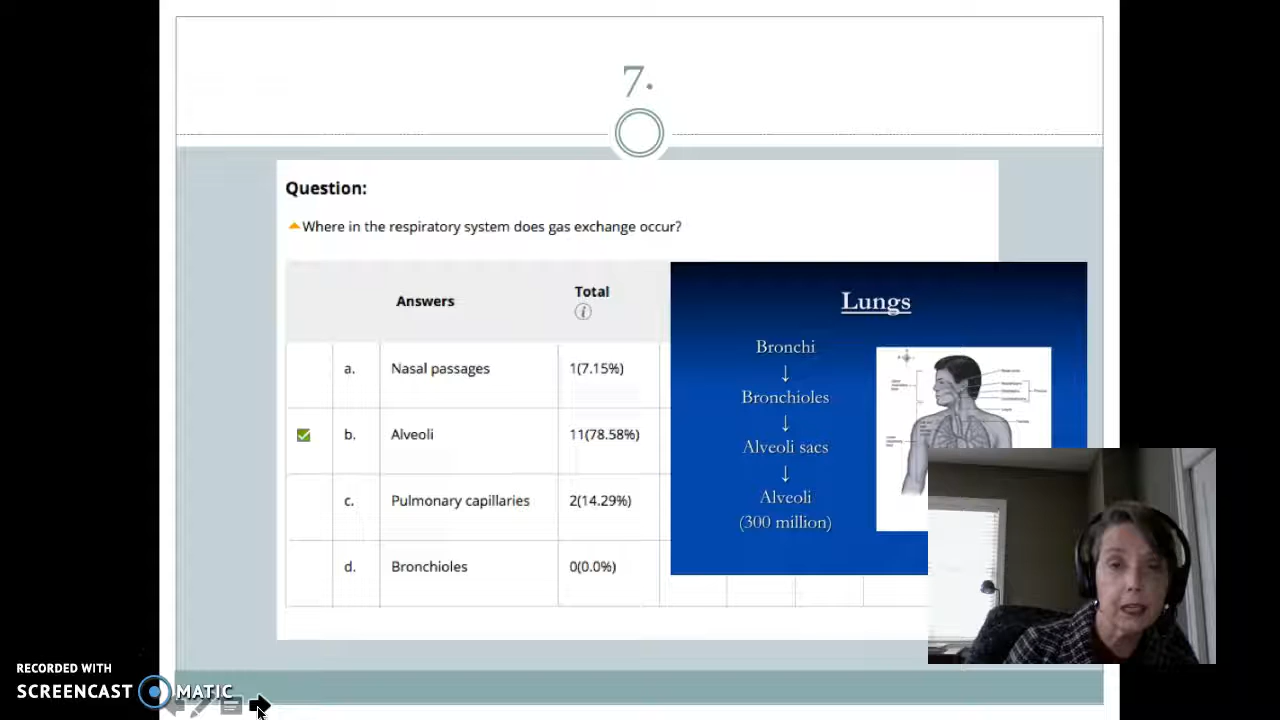 7.
Question:
Where in the respiratory system does gas exchange occur?
Answers
Total
i
a. Nasal passages 1(7.15%)
b. Alveoli 11(78.58%)
c. Pulmonary capillaries 2(14.29%)
d. Bronchioles 0(0.0%)
Lungs
Bronchi
↓
Bronchioles
↓
Alveoli sacs
↓
Alveoli
(300 million)
RECORDED WITH
SCREENCAST MATIC